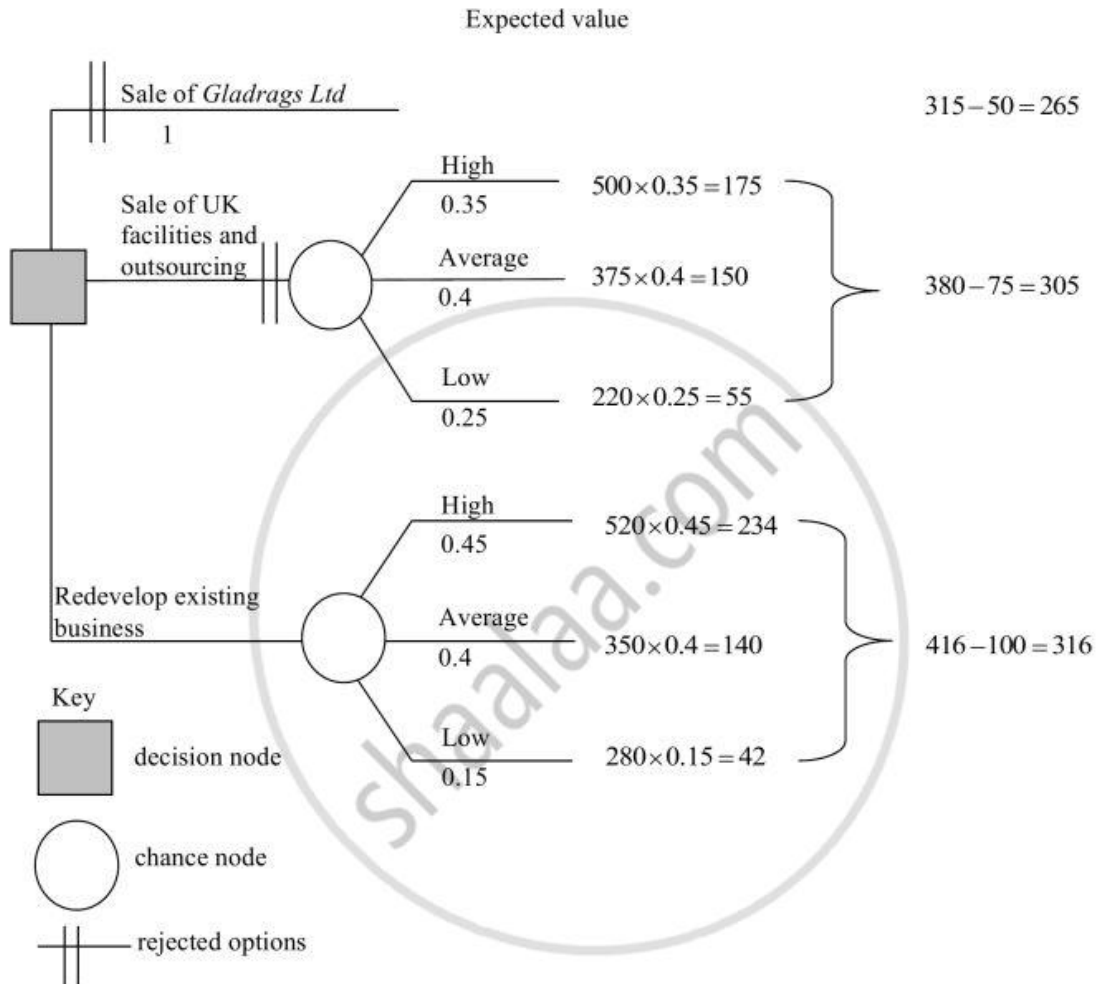 Expected value
Sale of Gladrags Ltd
1
315 – 50 = 265
High
0.35
500 × 0.35 = 175
Sale of UK
facilities and
outsourcing
Average
0.4
375 × 0.4 = 150
380 – 75 = 305
Low
0.25
220 × 0.25 = 55
High
0.45
520 × 0.45 = 234
Redevelop existing
business
Average
0.4
350 × 0.4 = 140
416 – 100 = 316
Low
0.15
280 × 0.15 = 42
Key
decision node
chance node
rejected options
shaalaa.com